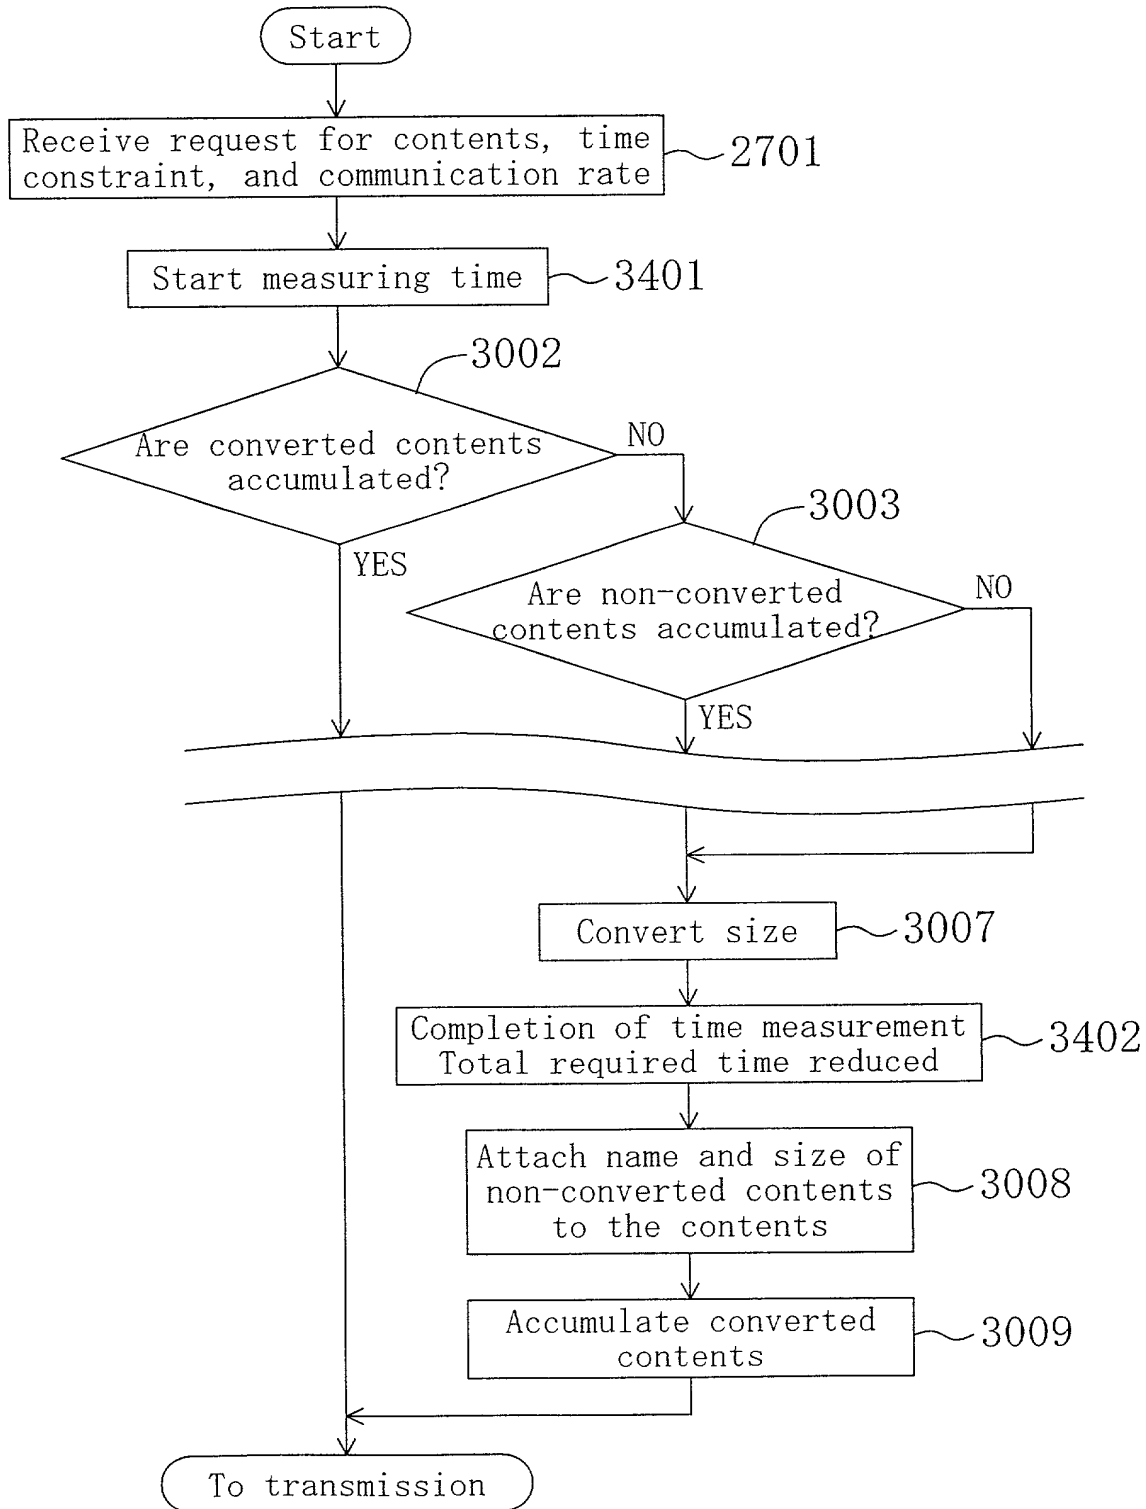 Start
Receive request for contents, time
constraint, and communication rate
2701
Start measuring time
3401
3002
Are converted contents
accumulated?
NO
YES
3003
Are non-converted
contents accumulated?
NO
YES
Convert size
3007
Completion of time measurement
Total required time reduced
3402
Attach name and size of
non-converted contents
to the contents
3008
Accumulate converted
contents
3009
To transmission